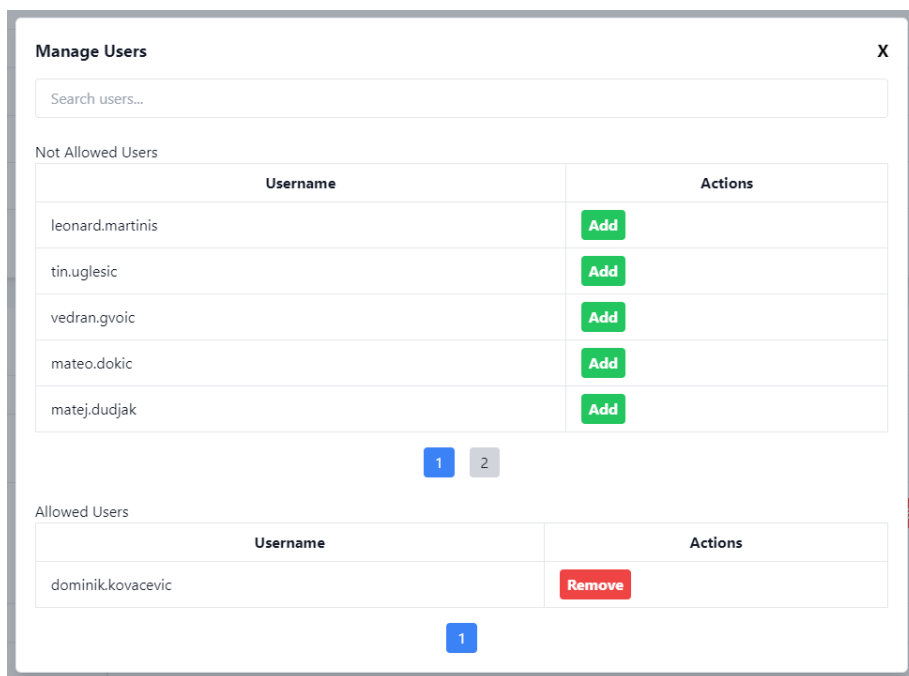 Manage Users X
Search users...
Not Allowed Users
Username Actions
leonard.martinis Add
tin.uglesic Add
vedran.gvoic Add
mateo.dokic Add
matej.dudjak Add
1 2
Allowed Users
Username Actions
dominik.kovacevic Remove
1